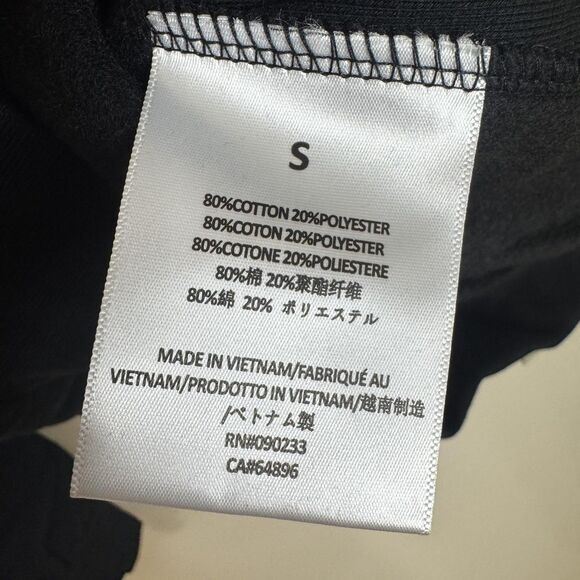 S
80%COTTON 20%POLYESTER
80%COTON 20%POLYESTER
80%COTONE 20%POLIESTERE
80%棉 20%聚酯纤维
80%綿 20% ポリエステル
MADE IN VIETNAM/FABRIQUÉ AU
VIETNAM/PRODOTTO IN VIETNAM/越南制造
/ベトナム製
RN#090233
CA#64896